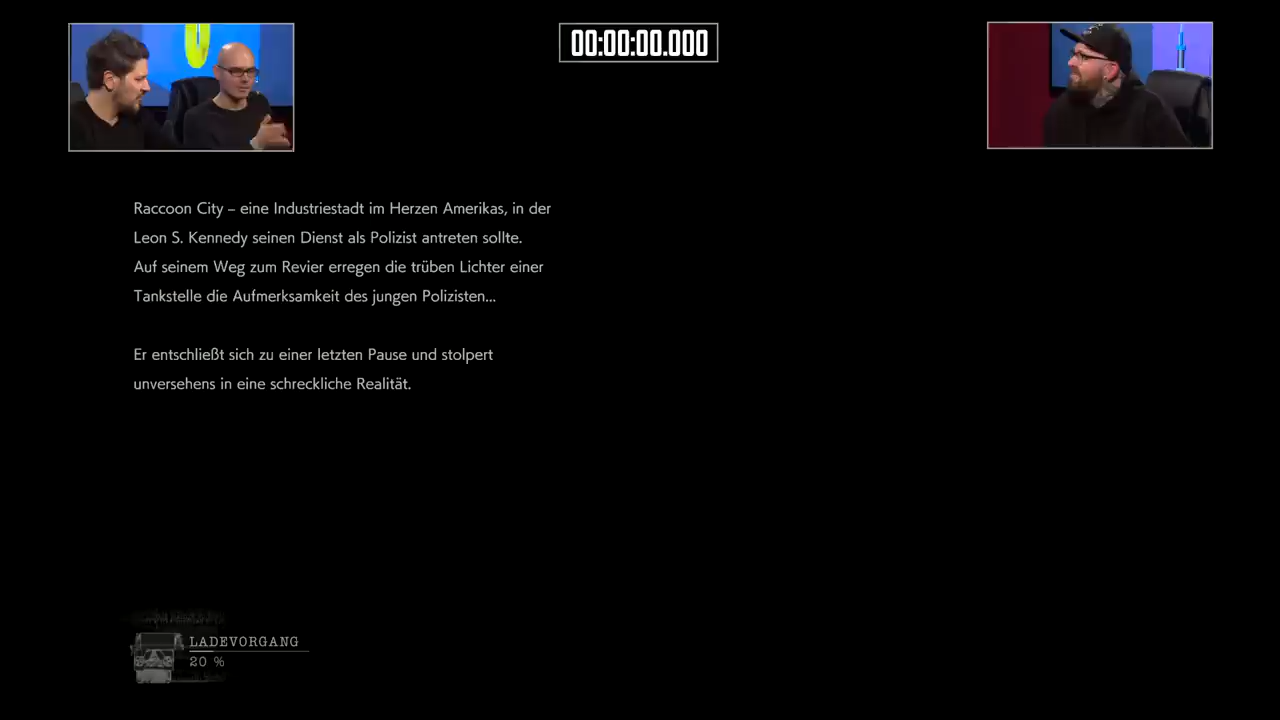 00:00:00.000
Raccoon City – eine Industriestadt im Herzen Amerikas, in der
Leon S. Kennedy seinen Dienst als Polizist antreten sollte.
Auf seinem Weg zum Revier erregen die trüben Lichter einer
Tankstelle die Aufmerksamkeit des jungen Polizisten...
Er entschließt sich zu einer letzten Pause und stolpert
unversehens in eine schreckliche Realität.
LADEVORGANG
20 %